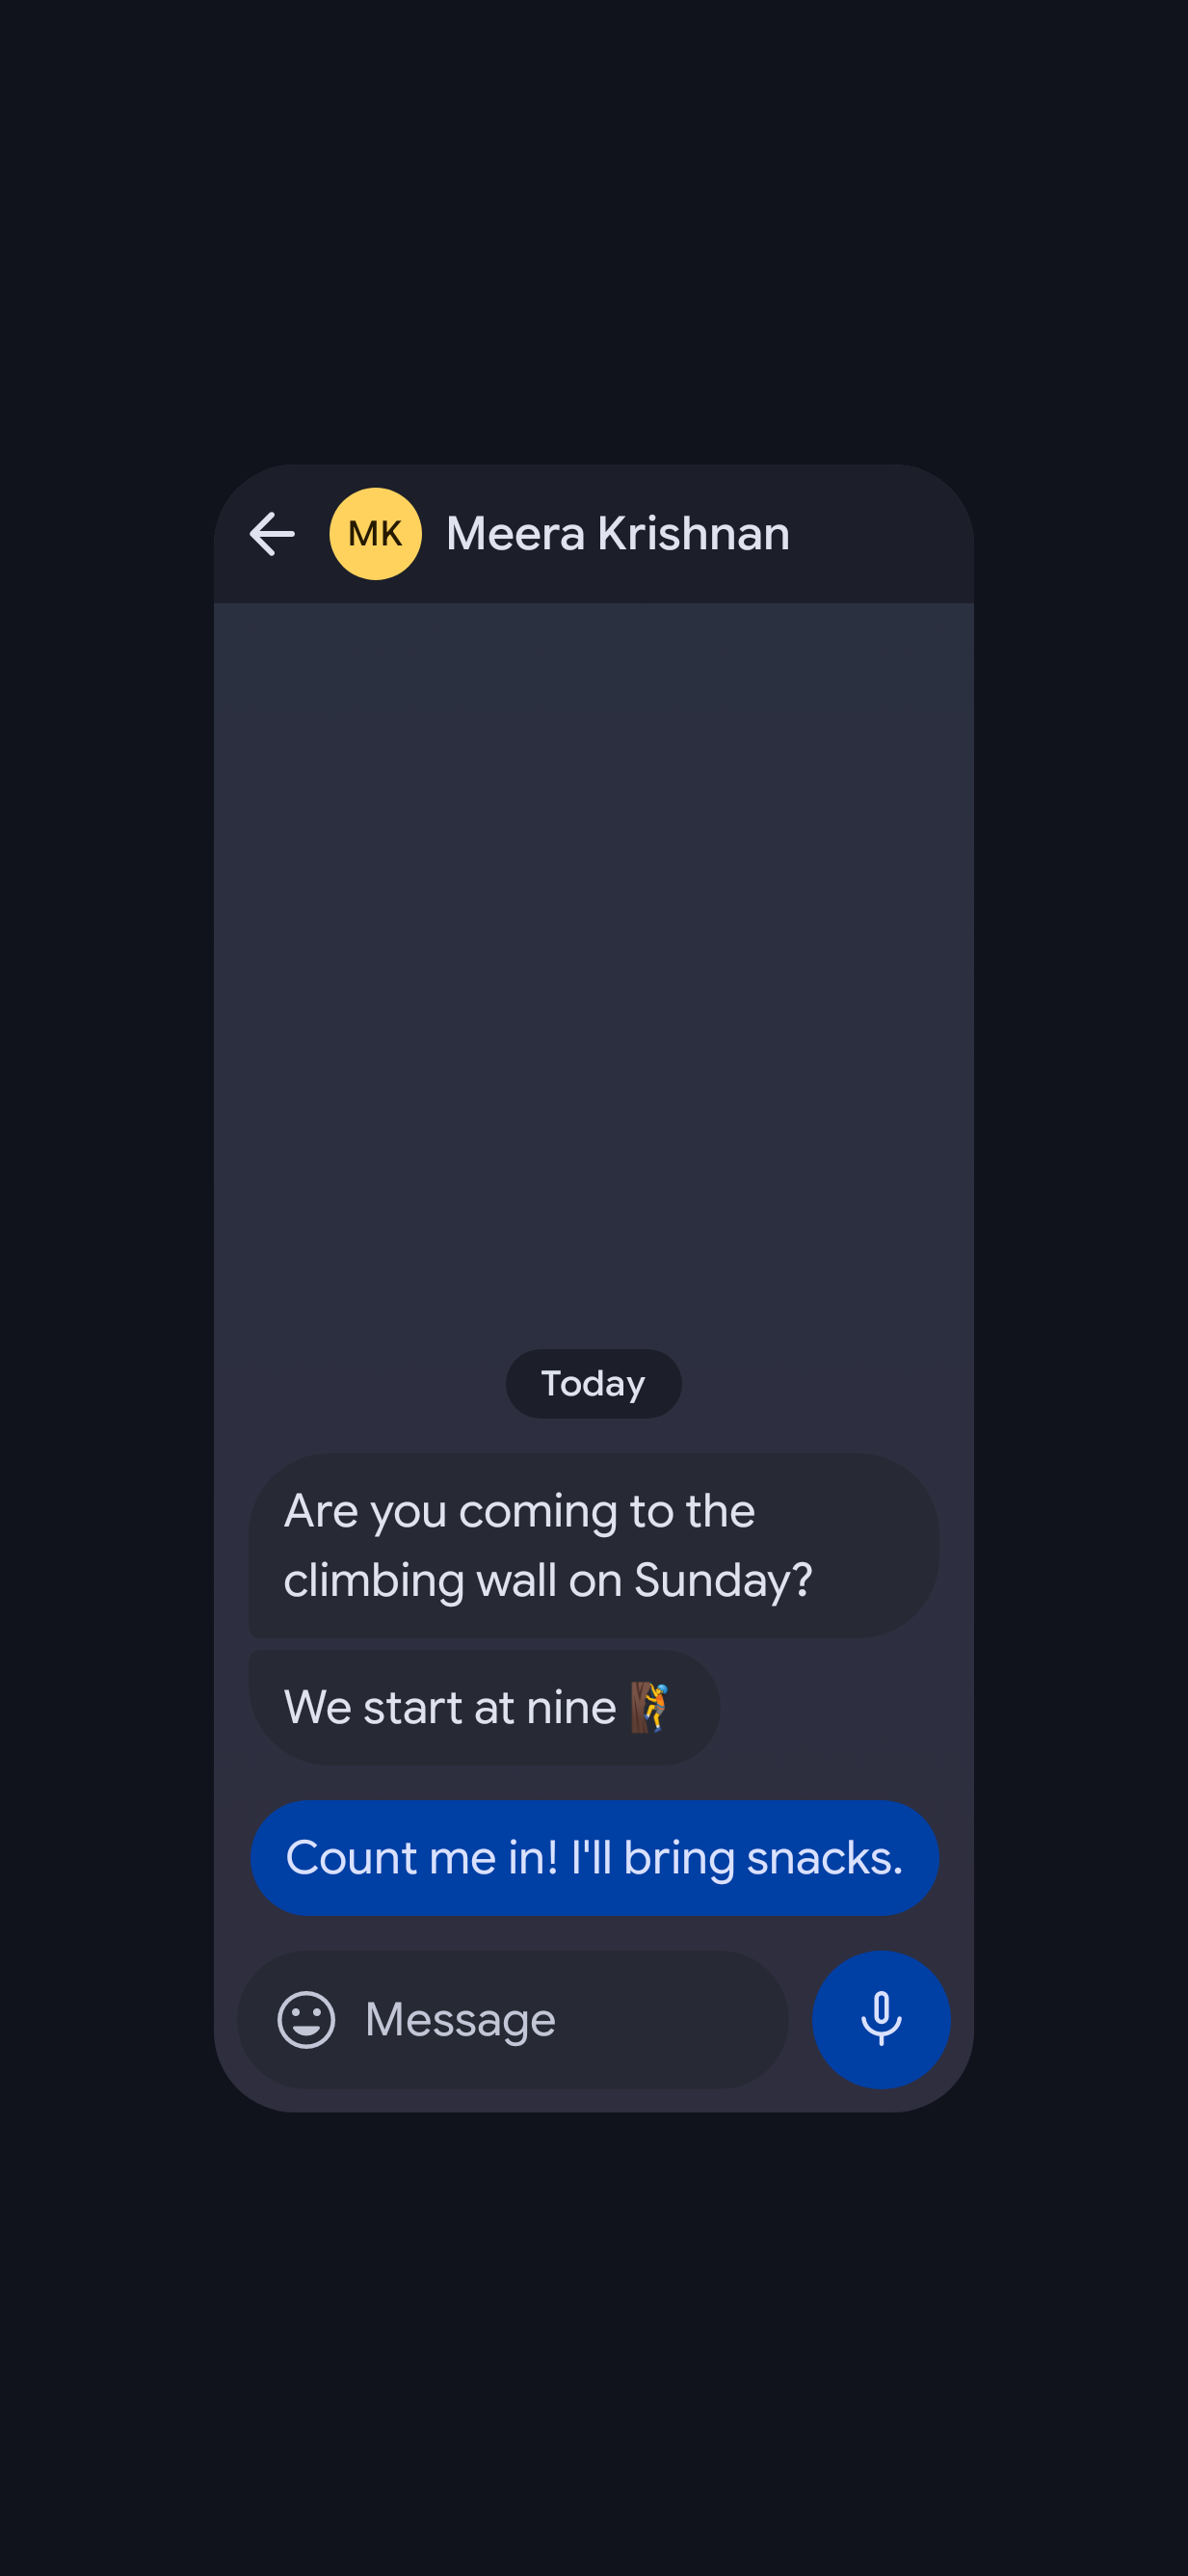 MK Meera Krishnan
Today
Are you coming to the
climbing wall on Sunday?
We start at nine 🧗
Count me in! I'll bring snacks.
Message